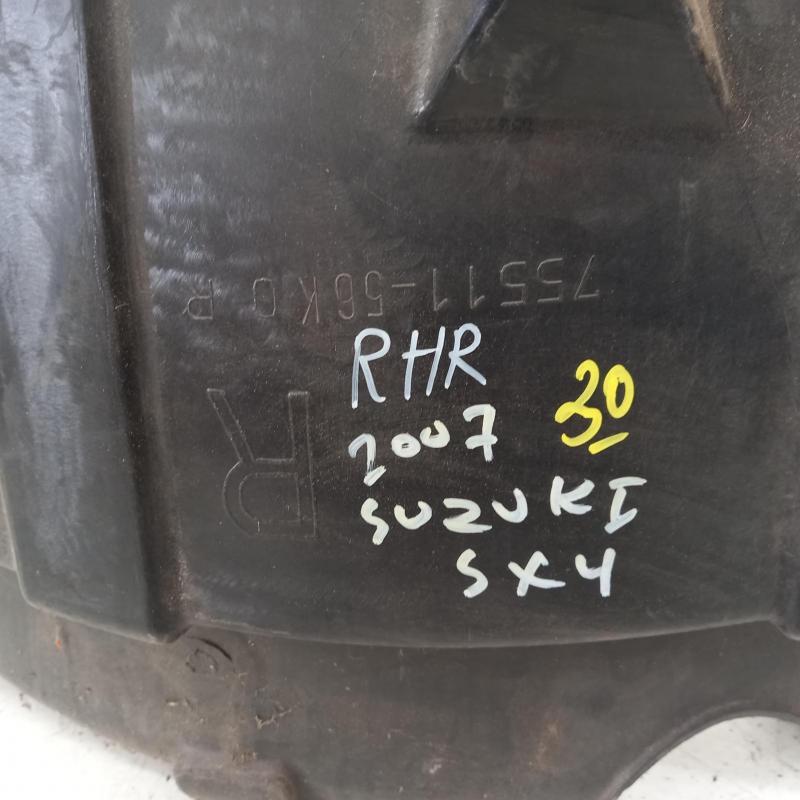 75511-56K0 R
RHR
2007 30
SUZUKI
SX4
R